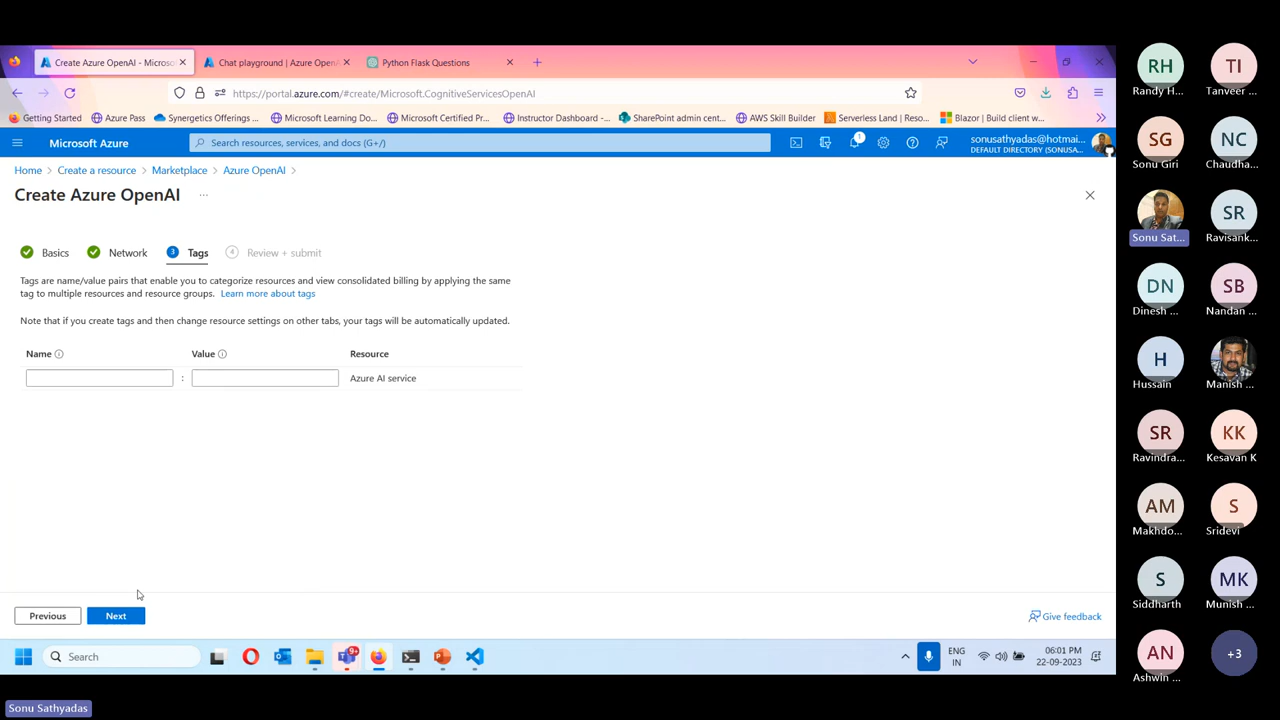 Create Azure OpenAI - Microso
Chat playground | Azure OpenAI
Python Flask Questions
https://portal.azure.com/#create/Microsoft.CognitiveServicesOpenAI
Getting Started
Azure Pass
Synergetics Offerings ...
Microsoft Learning Do...
Microsoft Certified Pr...
Instructor Dashboard -...
SharePoint admin cent...
AWS Skill Builder
Serverless Land | Reso...
Blazor | Build client w...
Microsoft Azure
Search resources, services, and docs (G+/)
1
sonusathyadas@hotmai...
DEFAULT DIRECTORY (SONUSA...
Home > Create a resource > Marketplace > Azure OpenAI >
Create Azure OpenAI ...
Basics
Network
3 Tags
4 Review + submit
Tags are name/value pairs that enable you to categorize resources and view consolidated billing by applying the same
tag to multiple resources and resource groups. Learn more about tags
Note that if you create tags and then change resource settings on other tabs, your tags will be automatically updated.
Name Value Resource
: Azure AI service
Previous Next
Give feedback
Search
9+
ENG
IN
06:01 PM
22-09-2023
Sonu Sathyadas
RH TI
Randy H... Tanveer ...
SG NC
Sonu Giri Chaudha...
SR
Sonu Sat... Ravisank...
DN SB
Dinesh ... Nandan ...
H
Hussain Manish ...
SR KK
Ravindra... Kesavan K
AM S
Makhdo... Sridevi
S MK
Siddharth Munish ...
AN +3
Ashwin ...